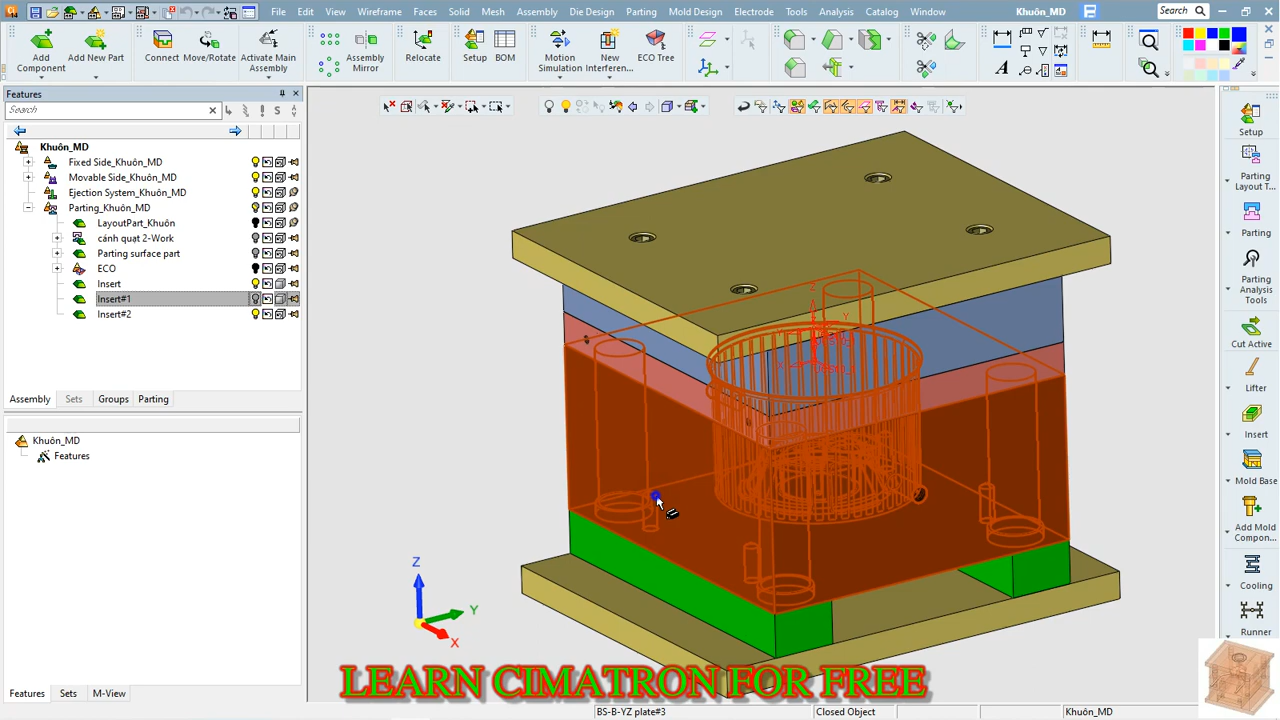 File Edit View Wireframe Faces Solid Mesh Assembly Die Design Parting Mold Design Electrode Tools Analysis Catalog Window Khuôn_MD Search
Add Component
Add New Part
Connect
Move/Rotate
Activate Main Assembly
Assembly Mirror
Relocate
Setup
BOM
Motion Simulation
New Interferen...
ECO Tree
Features
Search
Khuôn_MD
Fixed Side_Khuôn_MD
Movable Side_Khuôn_MD
Ejection System_Khuôn_MD
Parting_Khuôn_MD
LayoutPart_Khuôn
cánh quạt 2-Work
Parting surface part
ECO
Insert
Insert#1
Insert#2
Assembly Sets Groups Parting
Khuôn_MD
Features
Features Sets M-View
Z
Y
Z
Y
X
Setup
Parting Layout T...
Parting
Parting Analysis Tools
Cut Active
Lifter
Insert
Mold Base
Add Mold Compon...
Cooling
Runner
LEARN CIMATRON FOR FREE
BS-B-YZ plate#3 Closed Object Khuôn_MD